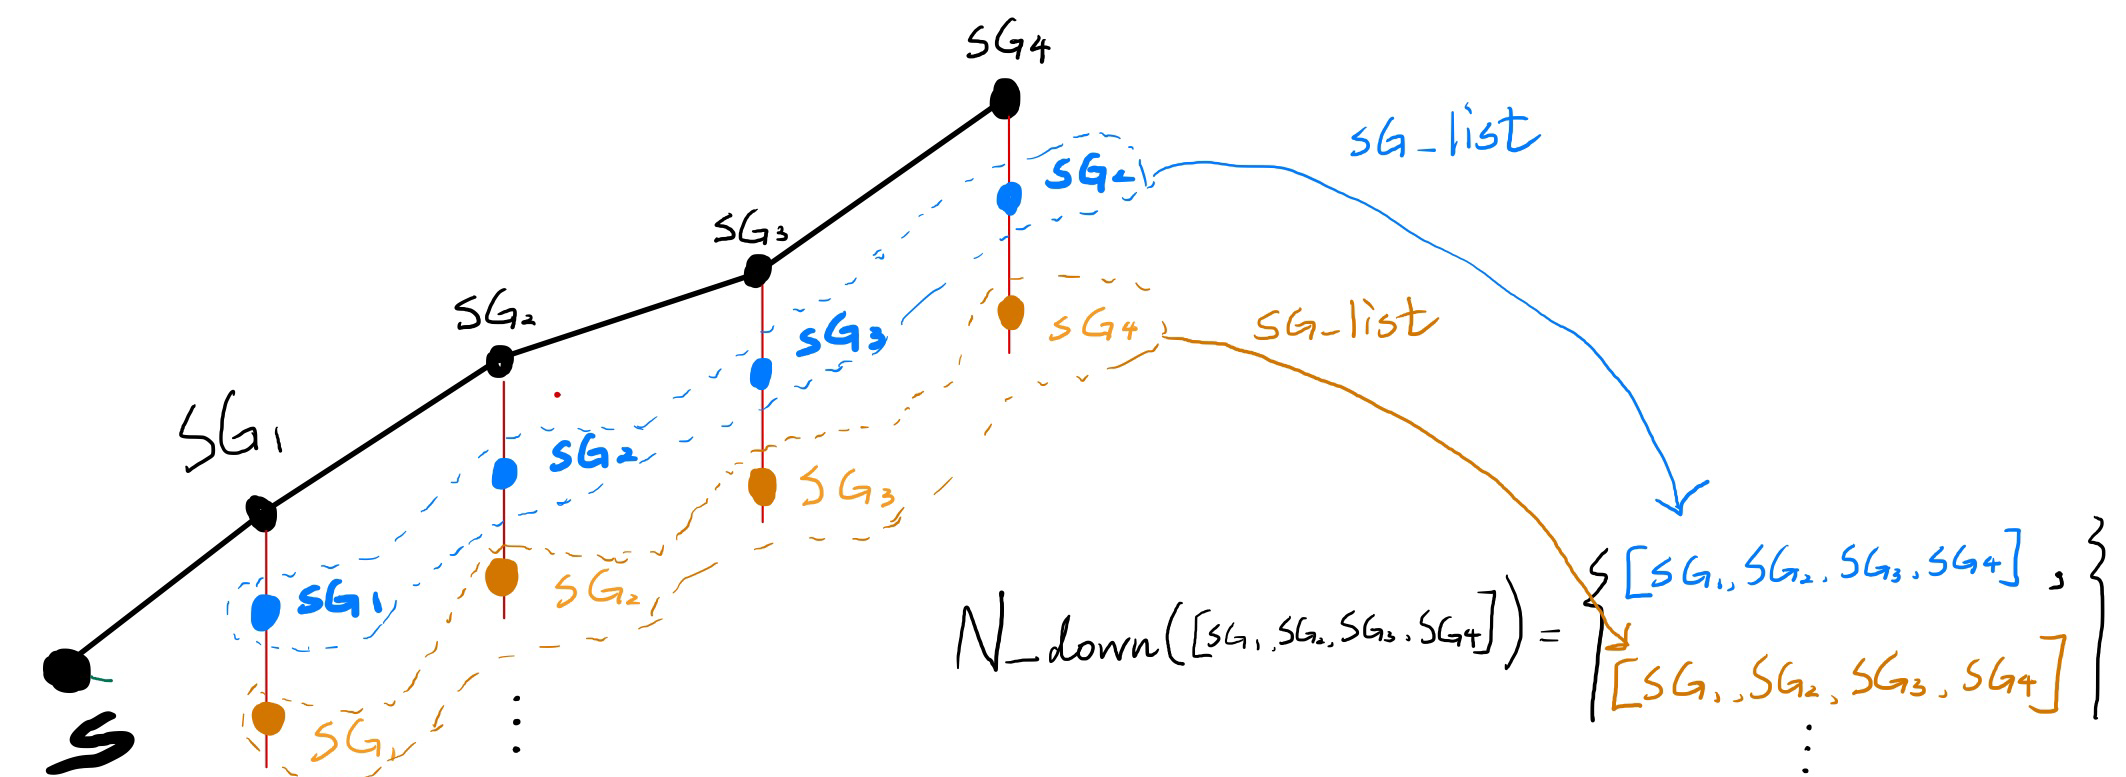 SG4
SG_list
SG2
SG3
SG_list
SG4
SG3
SG2
SG1
SG2
SG3
SG1
SG2
N_down([SG1, SG2, SG3, SG4]) = { [SG1, SG2, SG3, SG4] , }
[SG1, SG2, SG3, SG4]
SG1
S